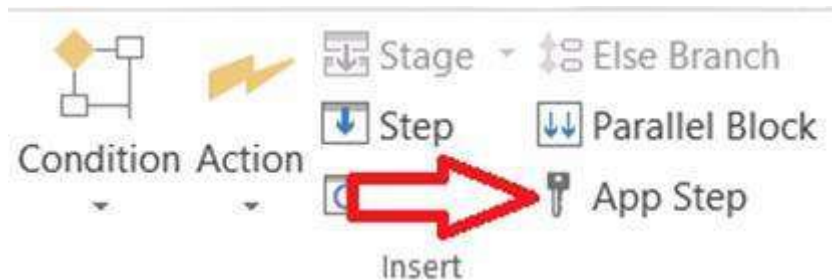 Stage
Else Branch
Step
Parallel Block
Condition
Action
App Step
Insert